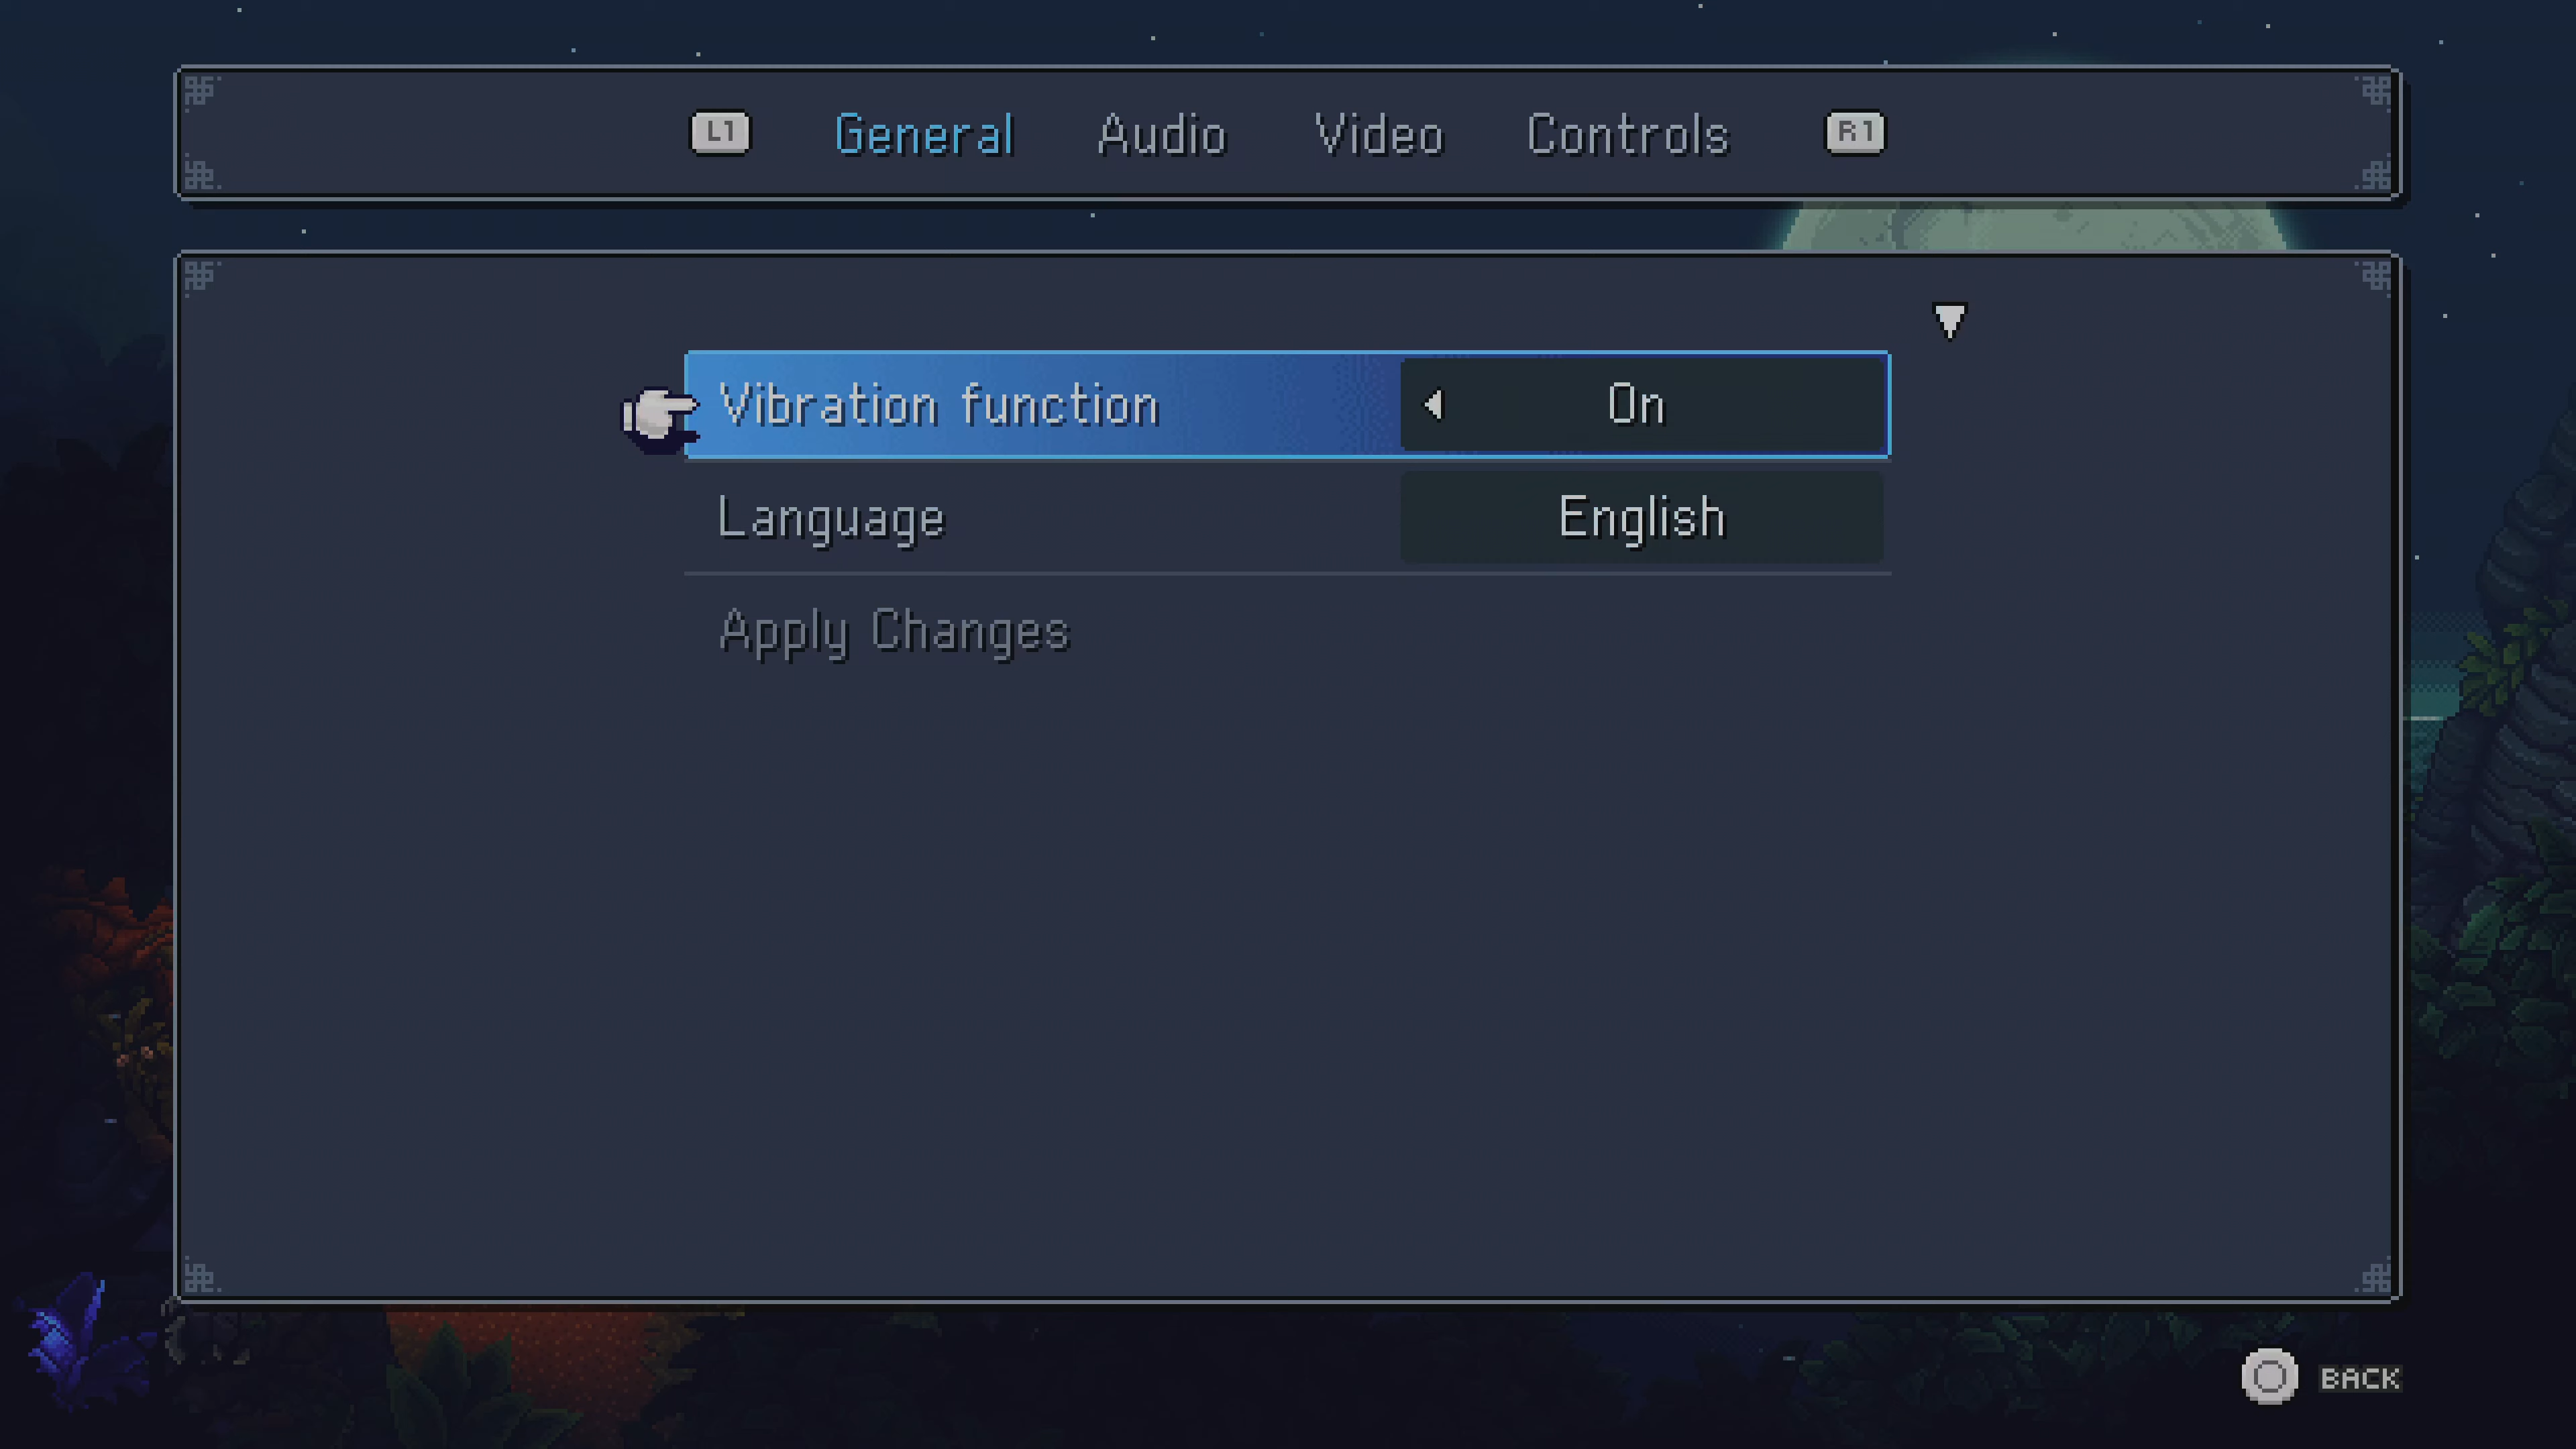 L1 General Audio Video Controls R1
Vibration function On
Language English
Apply Changes
BACK